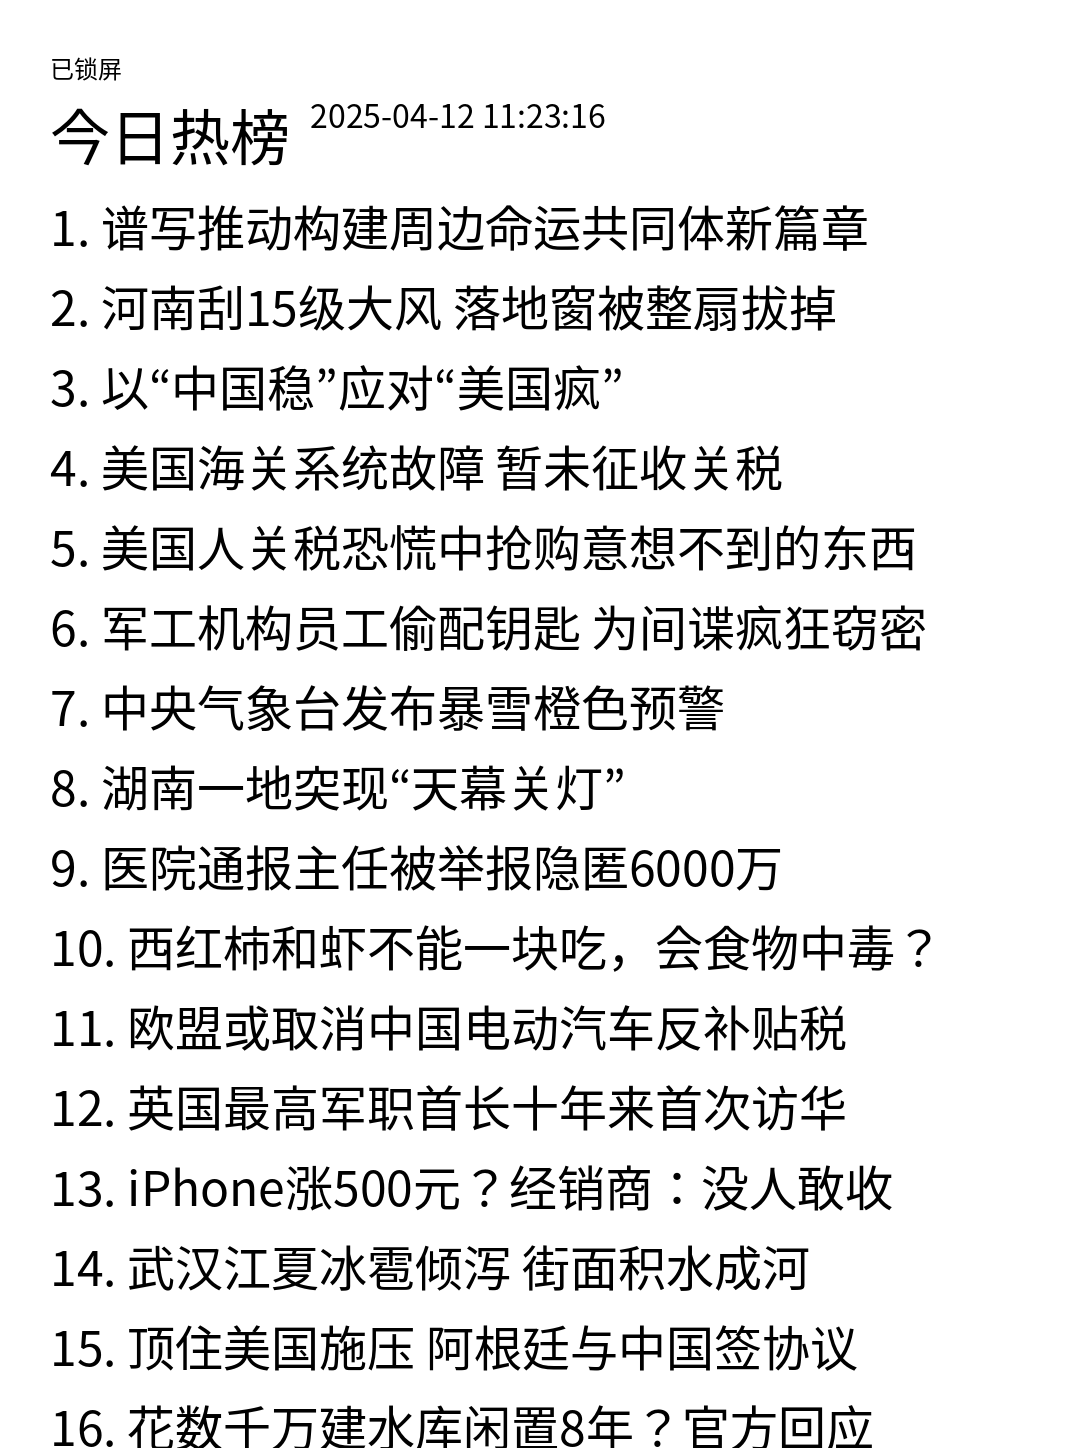 已锁屏
今日热榜 2025-04-12 11:23:16
1. 谱写推动构建周边命运共同体新篇章
2. 河南刮15级大风 落地窗被整扇拔掉
3. 以“中国稳”应对“美国疯”
4. 美国海关系统故障 暂未征收关税
5. 美国人关税恐慌中抢购意想不到的东西
6. 军工机构员工偷配钥匙 为间谍疯狂窃密
7. 中央气象台发布暴雪橙色预警
8. 湖南一地突现“天幕关灯”
9. 医院通报主任被举报隐匿6000万
10. 西红柿和虾不能一块吃，会食物中毒？
11. 欧盟或取消中国电动汽车反补贴税
12. 英国最高军职首长十年来首次访华
13. iPhone涨500元？经销商：没人敢收
14. 武汉江夏冰雹倾泻 街面积水成河
15. 顶住美国施压 阿根廷与中国签协议
16. 花数千万建水库闲置8年？官方回应